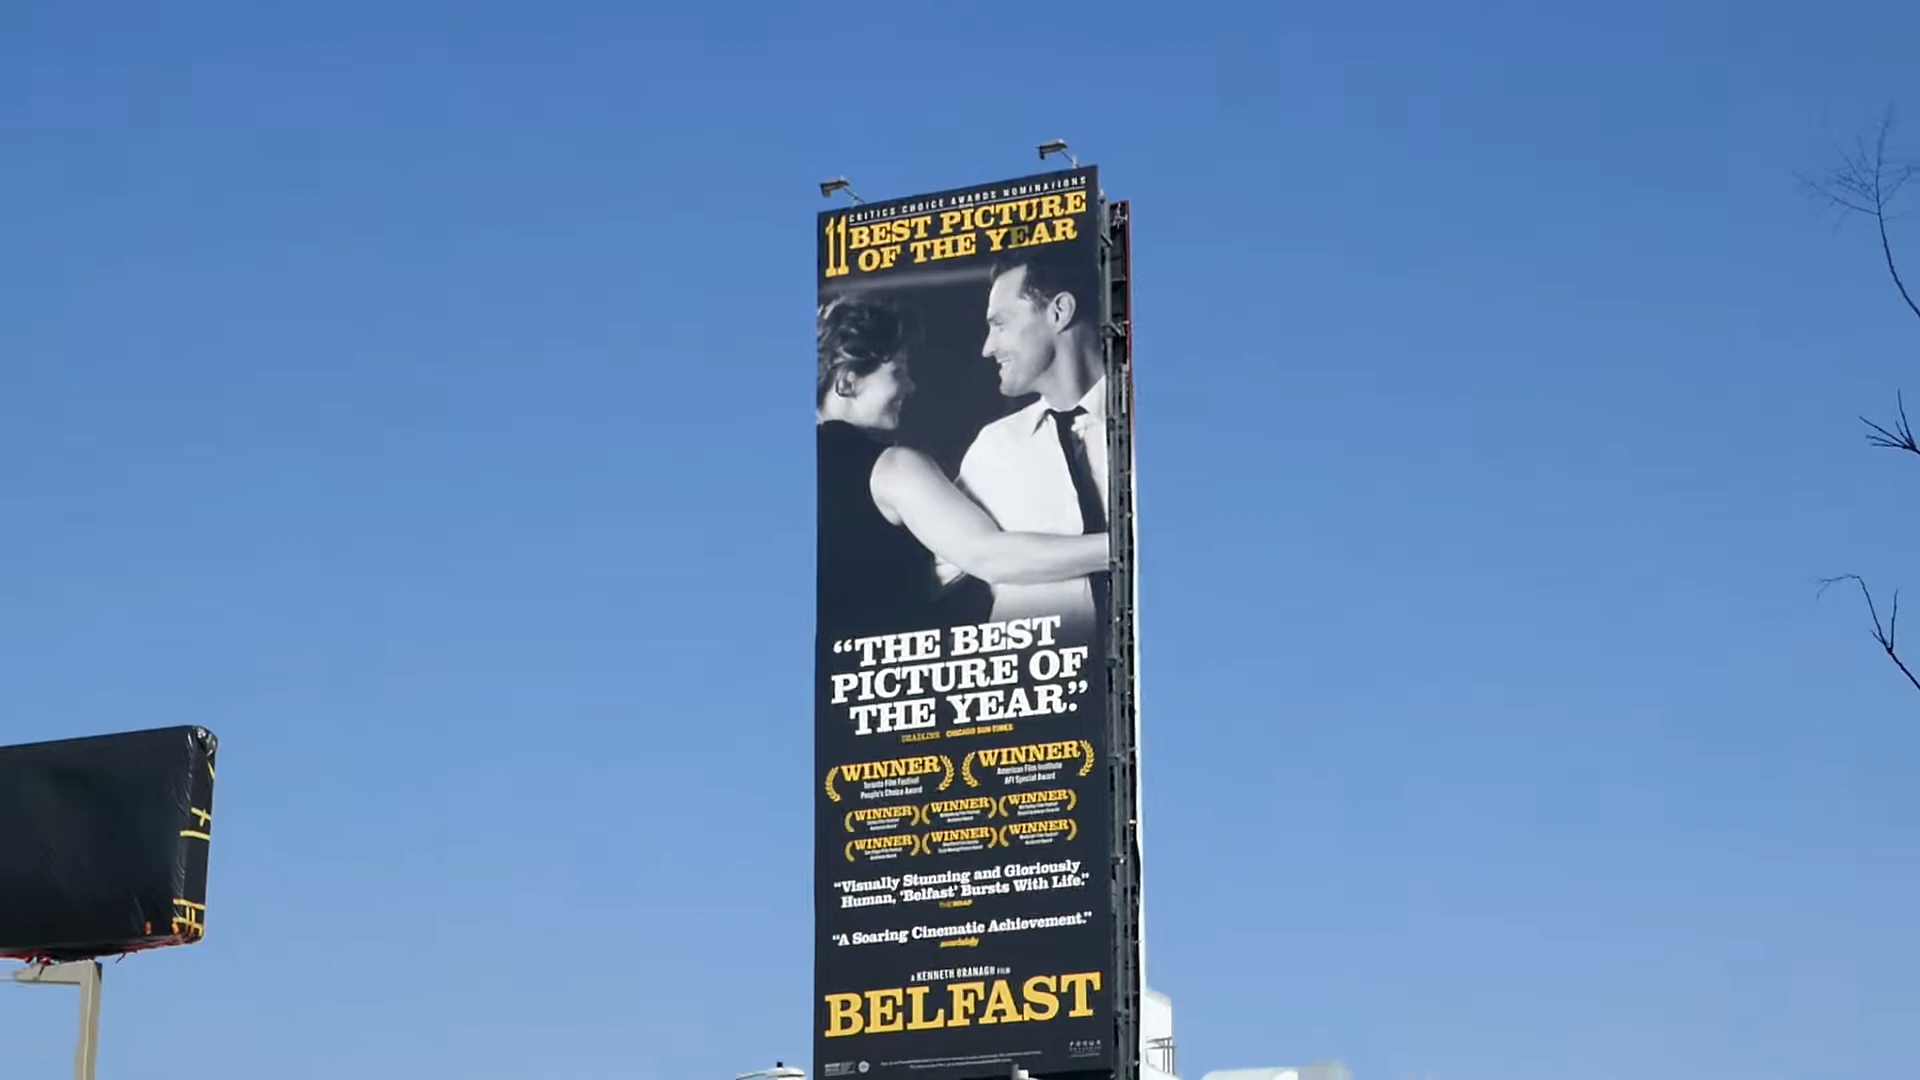 CRITICS CHOICE AWARDS NOMINATIONS
11 BEST PICTURE
OF THE YEAR
“THE BEST
PICTURE OF
THE YEAR.”
DEADLINE CHICAGO SUN-TIMES
WINNER
Toronto Film Festival
People's Choice Award
WINNER
American Film Institute
AFI Special Award
WINNER
WINNER
WINNER
WINNER
WINNER
WINNER
“Visually Stunning and Gloriously
Human, ‘Belfast’ Bursts With Life.”
THE WRAP
“A Soaring Cinematic Achievement.”
A KENNETH BRANAGH FILM
BELFAST
FOCUS